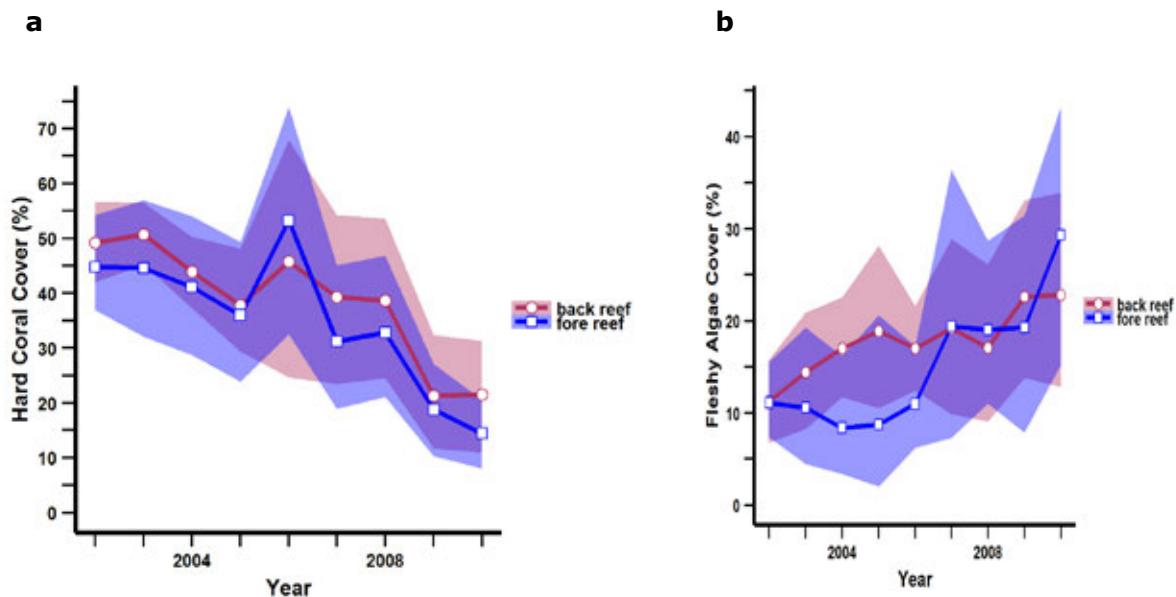 a
b
Hard Coral Cover (%)
70
60
50
40
30
20
10
0
2004
2008
Year
back reef
fore reef
Fleshy Algae Cover (%)
40
30
20
10
0
2004
2008
Year
back reef
fore reef